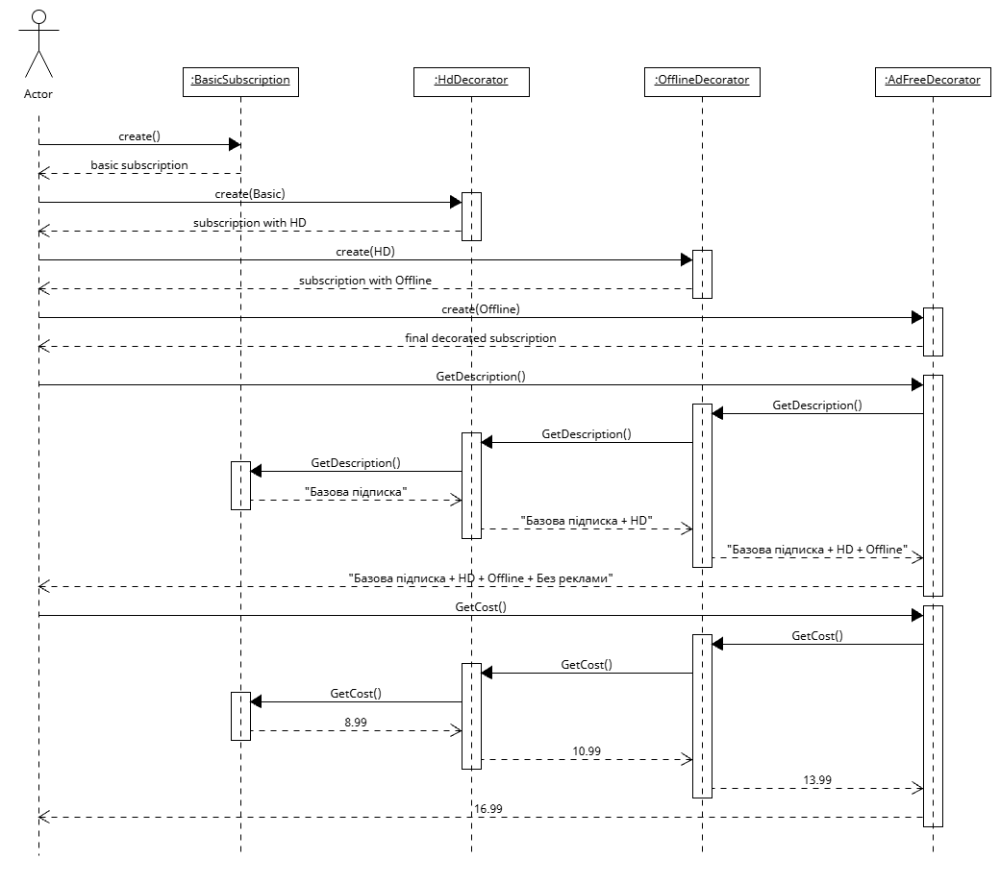 Actor
:BasicSubscription
:HdDecorator
:OfflineDecorator
:AdFreeDecorator
create()
basic subscription
create(Basic)
subscription with HD
create(HD)
subscription with Offline
create(Offline)
final decorated subscription
GetDescription()
GetDescription()
GetDescription()
GetDescription()
"Базова підписка"
"Базова підписка + HD"
"Базова підписка + HD + Offline"
"Базова підписка + HD + Offline + Без реклами"
GetCost()
GetCost()
GetCost()
GetCost()
8.99
10.99
13.99
16.99